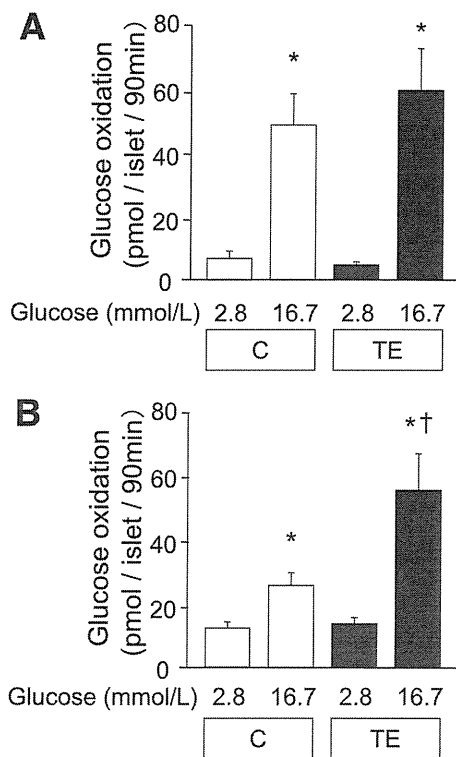 A
Glucose oxidation
(pmol / islet / 90min)
80
60
40
20
0
*
*
Glucose (mmol/L) 2.8 16.7 2.8 16.7
C TE
B
Glucose oxidation
(pmol / islet / 90min)
80
60
40
20
0
*
*†
Glucose (mmol/L) 2.8 16.7 2.8 16.7
C TE